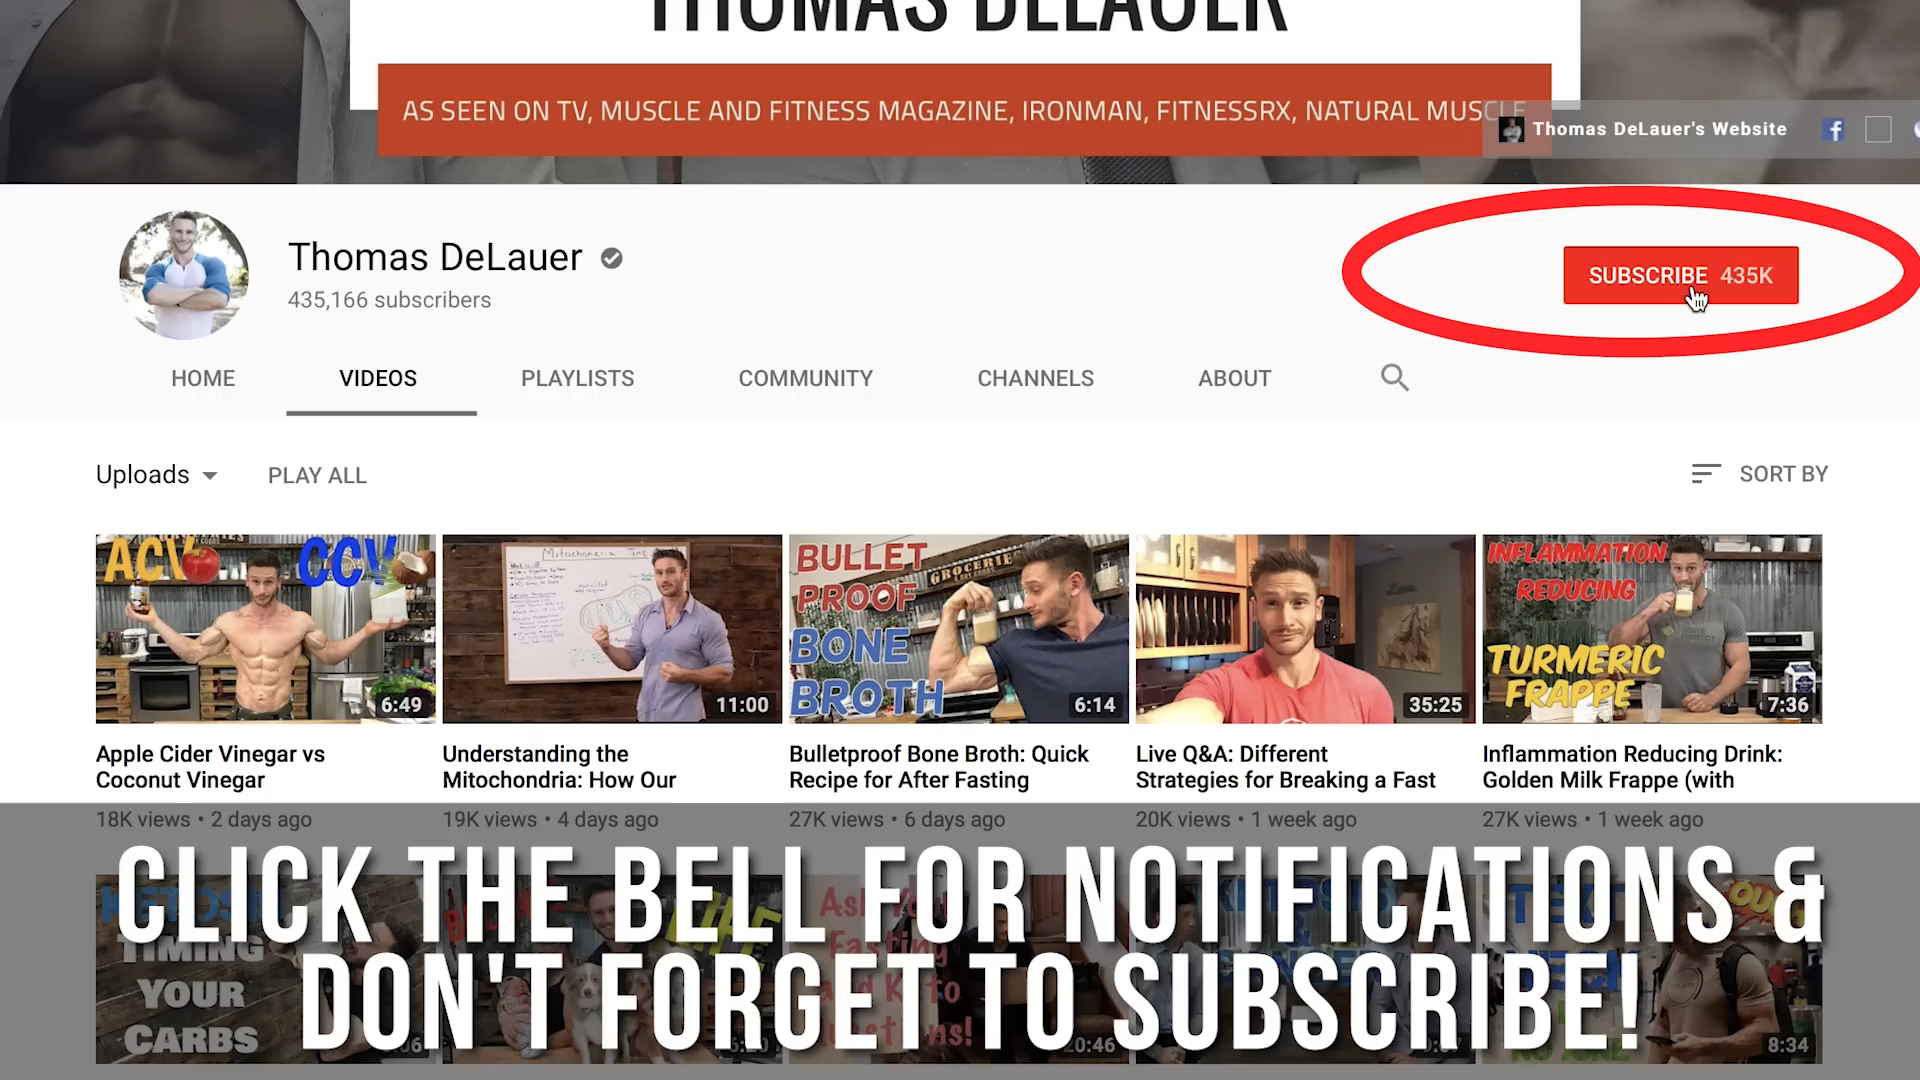 THOMAS DELAUER
AS SEEN ON TV, MUSCLE AND FITNESS MAGAZINE, IRONMAN, FITNESSRX, NATURAL MUSCLE
Thomas DeLauer's Website
Thomas DeLauer
435,166 subscribers
SUBSCRIBE 435K
HOME VIDEOS PLAYLISTS COMMUNITY CHANNELS ABOUT
Uploads PLAY ALL SORT BY
ACV CCV
6:49
Mitochondria
11:00
BULLET
PROOF
BONE
BROTH
GROCERIE
6:14
35:25
INFLAMMATION
REDUCING
TURMERIC
FRAPPE
7:36
Apple Cider Vinegar vs
Coconut Vinegar
18K views • 2 days ago
Understanding the
Mitochondria: How Our
19K views • 4 days ago
Bulletproof Bone Broth: Quick
Recipe for After Fasting
27K views • 6 days ago
Live Q&A: Different
Strategies for Breaking a Fast
20K views • 1 week ago
Inflammation Reducing Drink:
Golden Milk Frappe (with
27K views • 1 week ago
CLICK THE BELL FOR NOTIFICATIONS &
DON'T FORGET TO SUBSCRIBE!
TIMING
YOUR
CARBS
Fasting
20:46
8:34